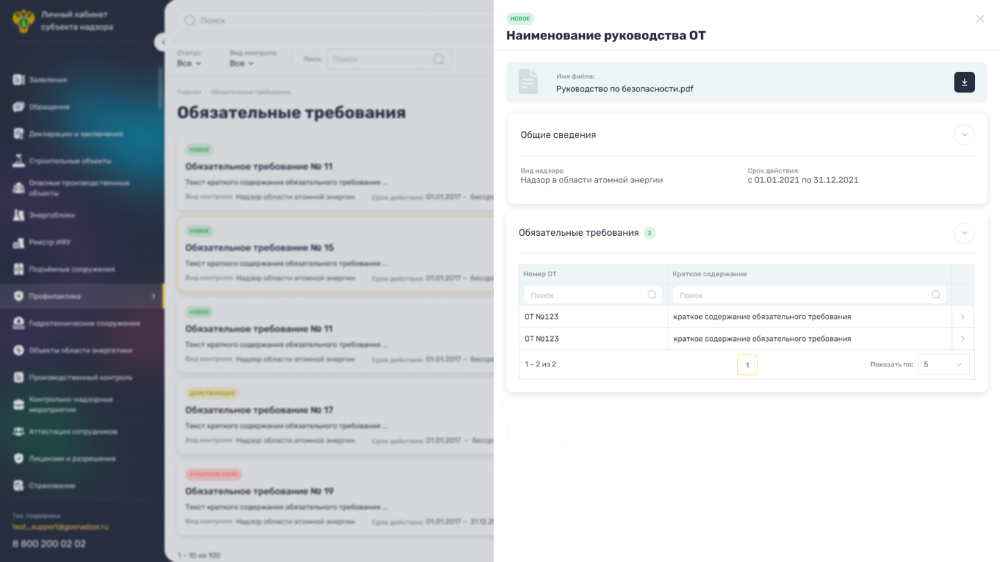 Личный кабинет
субъекта надзора
Заявления
Обращения
Декларации и заключения
Строительные объекты
Опасные производственные
объекты
Энергоблоки
Реестр ИЯУ
Подъёмные сооружения
Профилактика
Гидротехнические сооружения
Объекты области энергетики
Производственный контроль
Контрольно-надзорные
мероприятия
Аттестация сотрудников
Лицензии и разрешения
Страхование
Тех. поддержка:
test_support@gosnadzor.ru
8 800 200 02 02
Поиск
Статус:
Все
Вид контроля:
Все
Поиск:
Поиск
Главная - Обязательные требования
Обязательные требования
НОВОЕ
Обязательное требование № 11
Текст краткого содержания обязательного требования ...
Вид контроля: Надзор области атомной энергии Срок действия: 01.01.2017 - бесср
НОВОЕ
Обязательное требование № 15
Текст краткого содержания обязательного требования ...
Вид контроля: Надзор области атомной энергии Срок действия: 01.01.2017 - бесср
НОВОЕ
Обязательное требование № 11
Текст краткого содержания обязательного требования ...
Вид контроля: Надзор области атомной энергии Срок действия: 01.01.2017 - бесср
ДЕЙСТВУЮЩЕЕ
Обязательное требование № 17
Текст краткого содержания обязательного требования ...
Вид контроля: Надзор области атомной энергии Срок действия: 01.01.2017 - бесср
УТРАТИЛО СИЛУ
Обязательное требование № 19
Текст краткого содержания обязательного требования ...
Вид контроля: Надзор области атомной энергии Срок действия: 01.01.2017 - 31.12.2
1 – 10 из 100
НОВОЕ
Наименование руководства ОТ
Имя файла:
Руководство по безопасности.pdf
Общие сведения
Вид надзора: Срок действия:
Надзор в области атомной энергии с 01.01.2021 по 31.12.2021
Обязательные требования 2
Номер ОТ Краткое содержание
Поиск Поиск
ОТ №123 краткое содержание обязательного требования
ОТ №123 краткое содержание обязательного требования
1 – 2 из 2 1 Показать по: 5